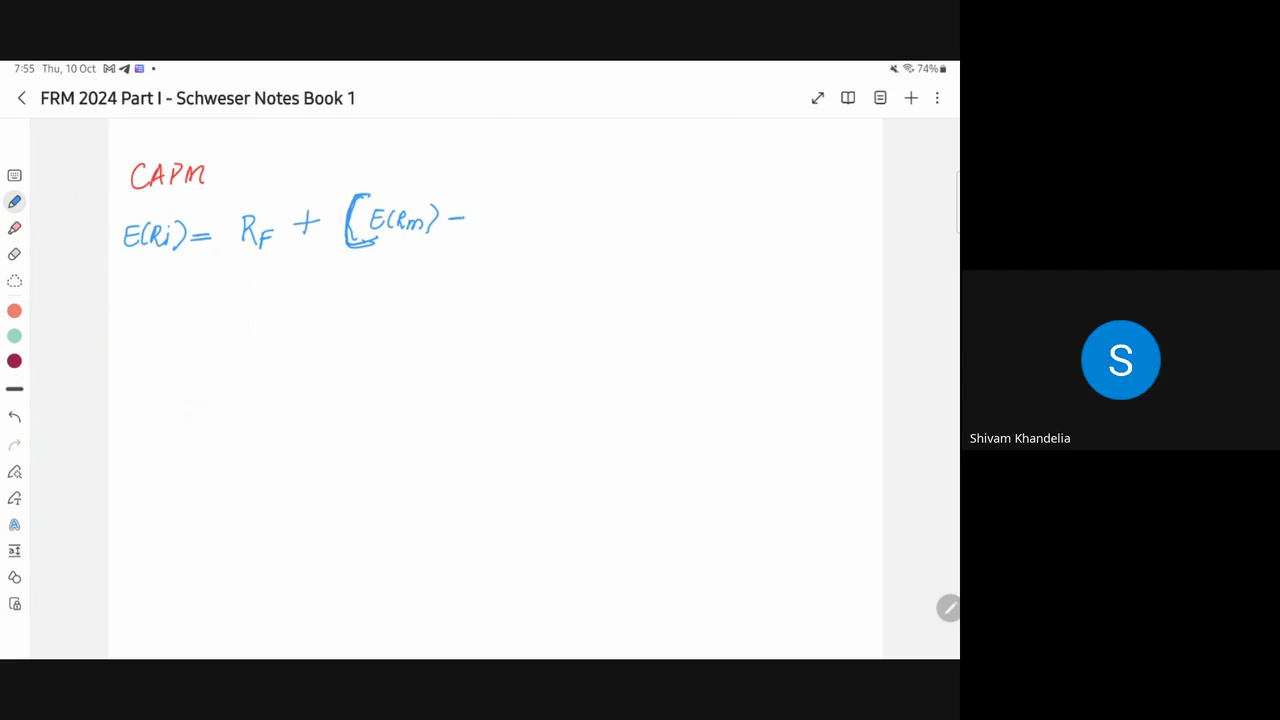 7:55 Thu, 10 Oct 74%
FRM 2024 Part I - Schweser Notes Book 1
CAPM
E(Ri) = RF + [E(Rm) -
S
Shivam Khandelia